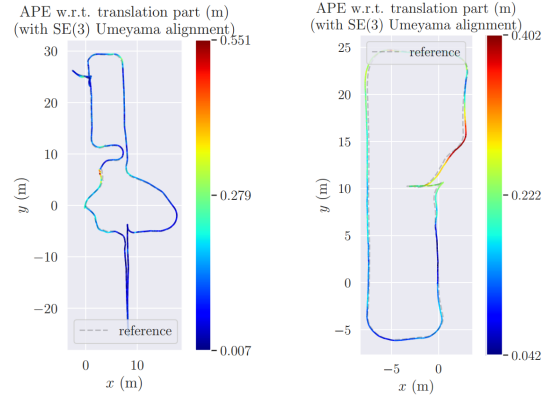 APE w.r.t. translation part (m)
(with SE(3) Umeyama alignment)
0.551
30
20
10
0
−10
−20
y (m)
0.279
reference
0.007
0
10
x (m)
APE w.r.t. translation part (m)
(with SE(3) Umeyama alignment)
0.402
25
reference
20
15
10
5
0
−5
y (m)
0.222
0.042
−5
0
x (m)